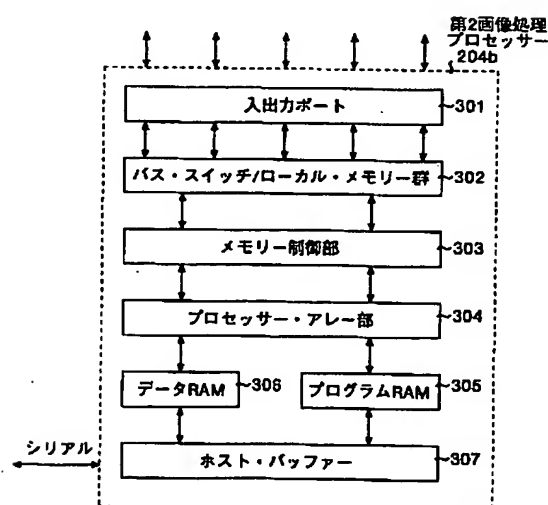 第2画像処理
プロセッサー
204b
入出力ポート
301
バス・スイッチ/ローカル・メモリー群
302
メモリー制御部
303
プロセッサー・アレー部
304
データRAM
306
プログラムRAM
305
シリアル
ホスト・バッファー
307